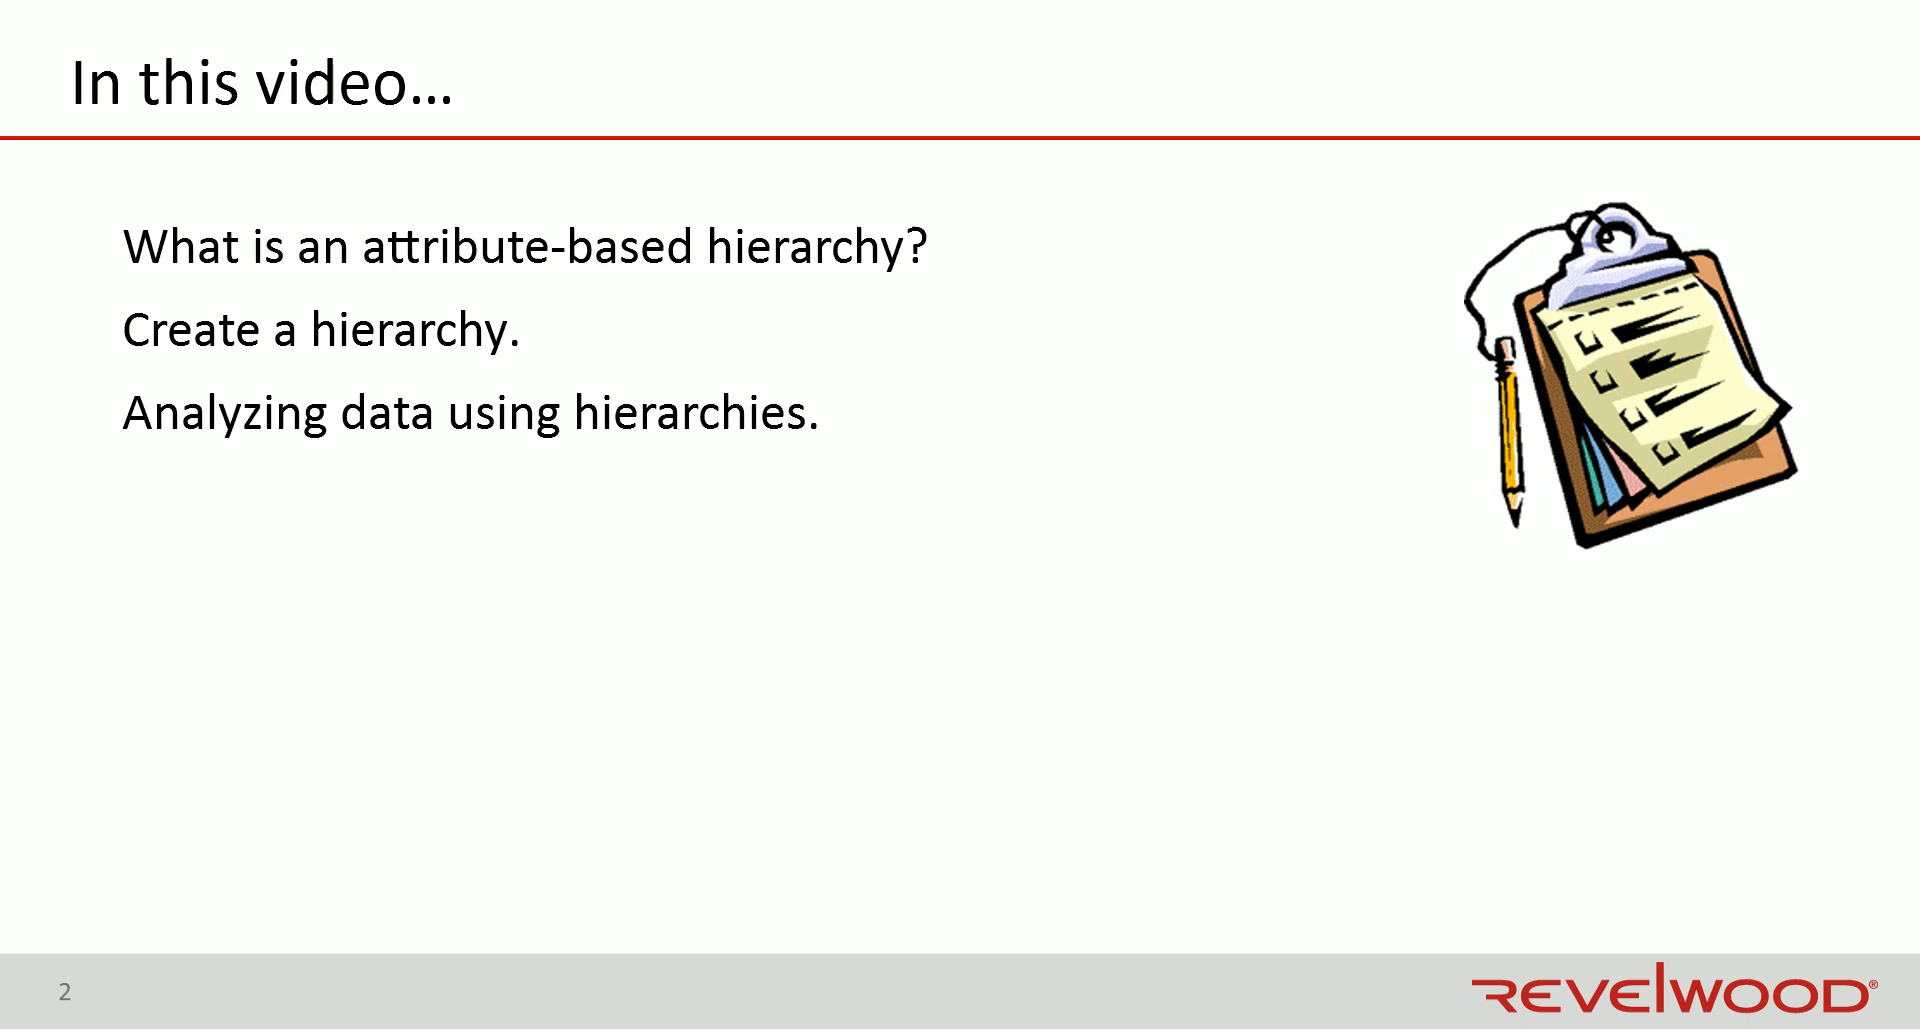 In this video…
What is an attribute-based hierarchy?
Create a hierarchy.
Analyzing data using hierarchies.
2
REVELWOOD®